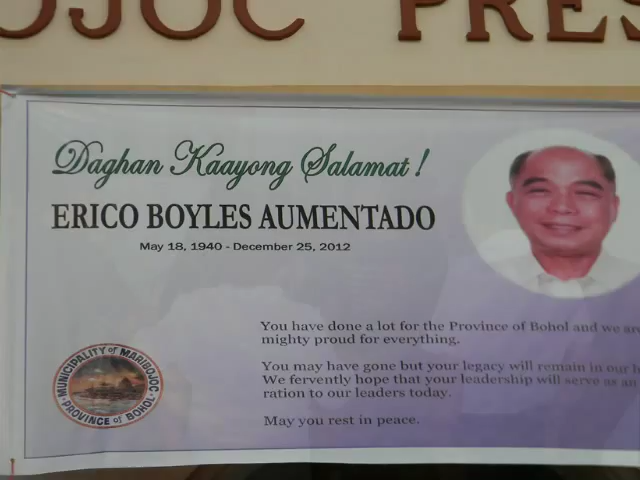 OJOC PRES
Daghan Kaayong Salamat!
ERICO BOYLES AUMENTADO
May 18, 1940 - December 25, 2012
You have done a lot for the Province of Bohol and we are
mighty proud for everything.
You may have gone but your legacy will remain in our
We fervently hope that your leadership will serve as an
ration to our leaders today.
May you rest in peace.
MUNICIPALITY OF MARIBOJOC
PROVINCE of BOHOL